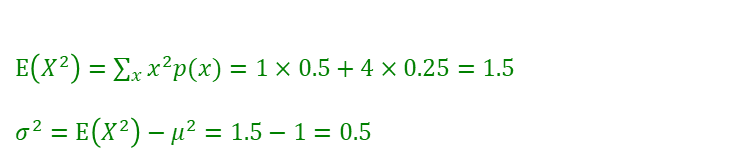 E(X²) = ∑ₓ x²p(x) = 1 × 0.5 + 4 × 0.25 = 1.5
σ² = E(X²) − μ² = 1.5 − 1 = 0.5